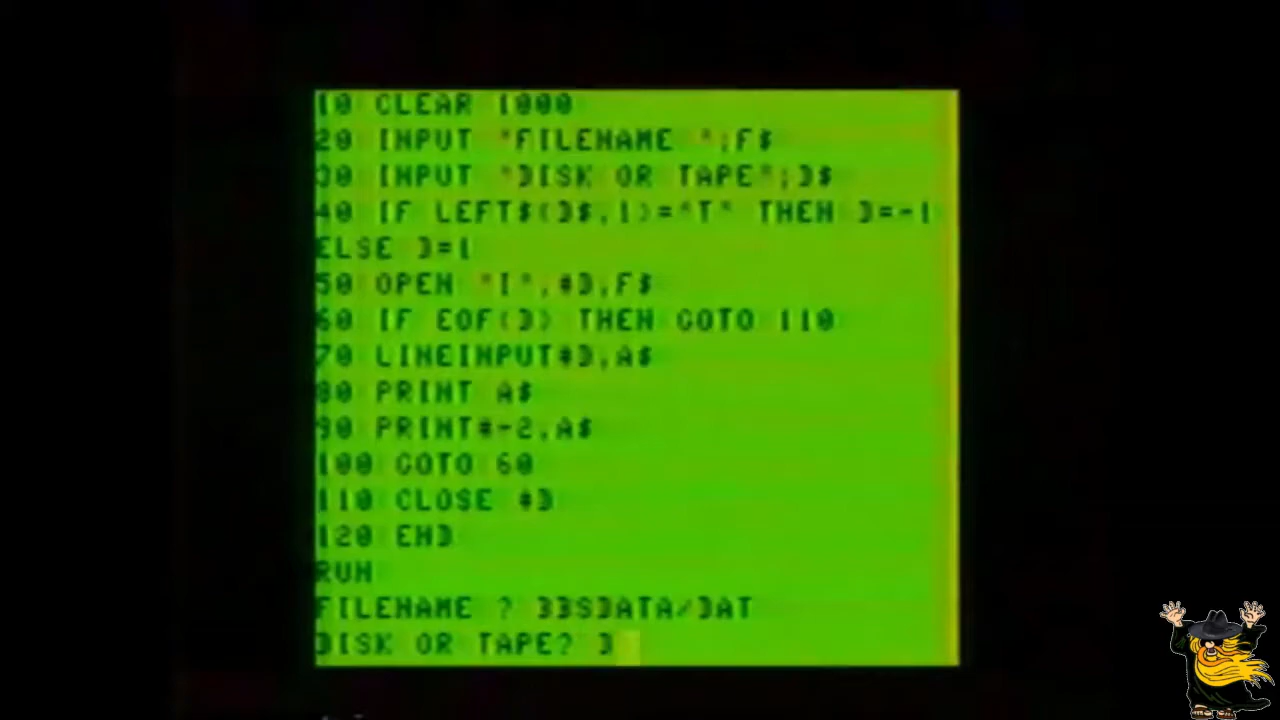 10 CLEAR 1000
20 INPUT "FILENAME ";F$
30 INPUT "DISK OR TAPE";D$
40 IF LEFT$(D$,1)="T" THEN D=-1
ELSE D=1
50 OPEN "I",#D,F$
60 IF EOF(D) THEN GOTO 110
70 LINEINPUT#D,A$
80 PRINT A$
90 PRINT#-2,A$
100 GOTO 60
110 CLOSE #D
120 END
RUN
FILENAME ? BBSDATA/DAT
DISK OR TAPE? D